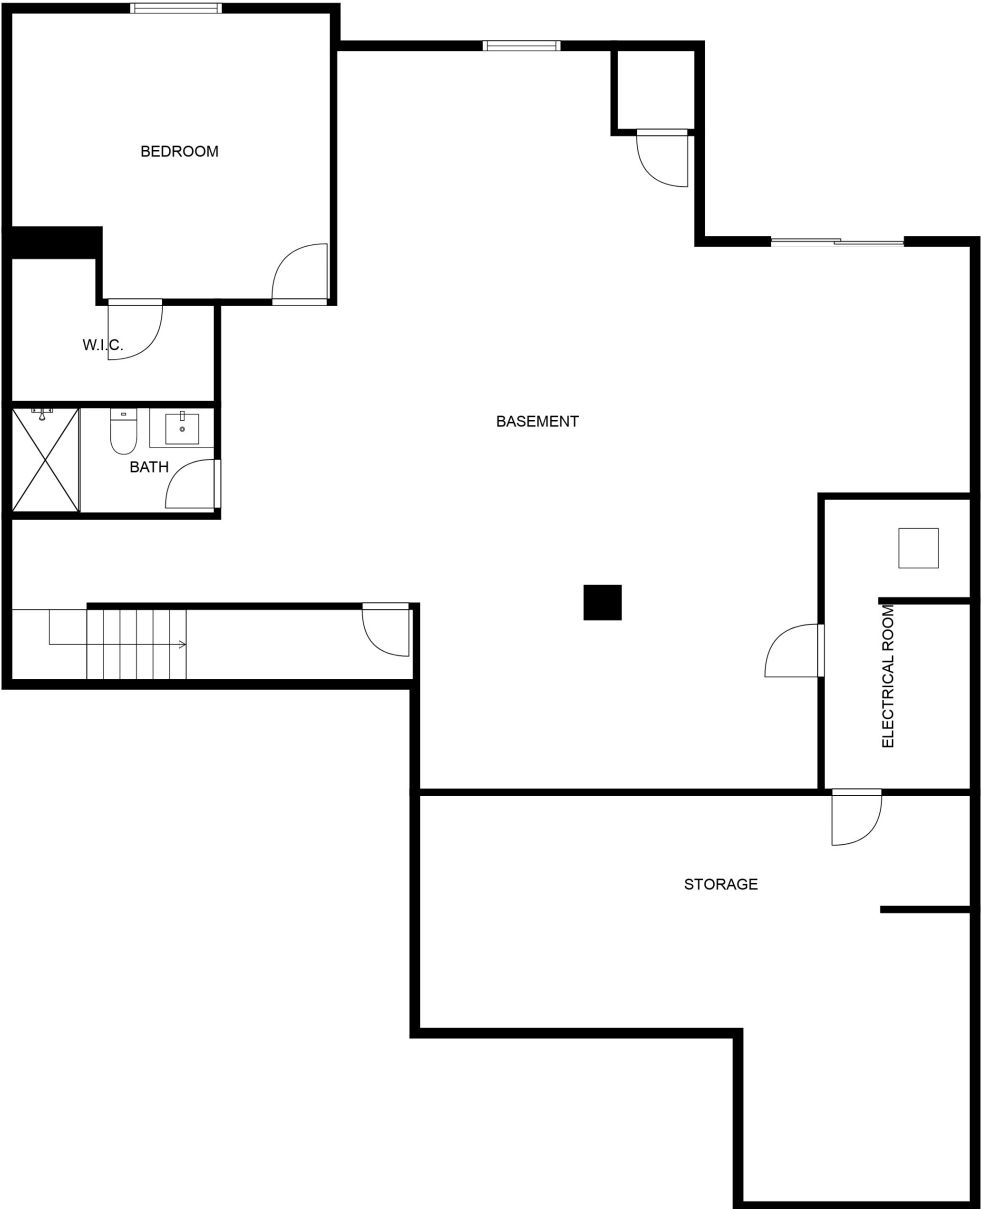 BEDROOM
W.I.C.
BASEMENT
BATH
ELECTRICAL ROOM
STORAGE